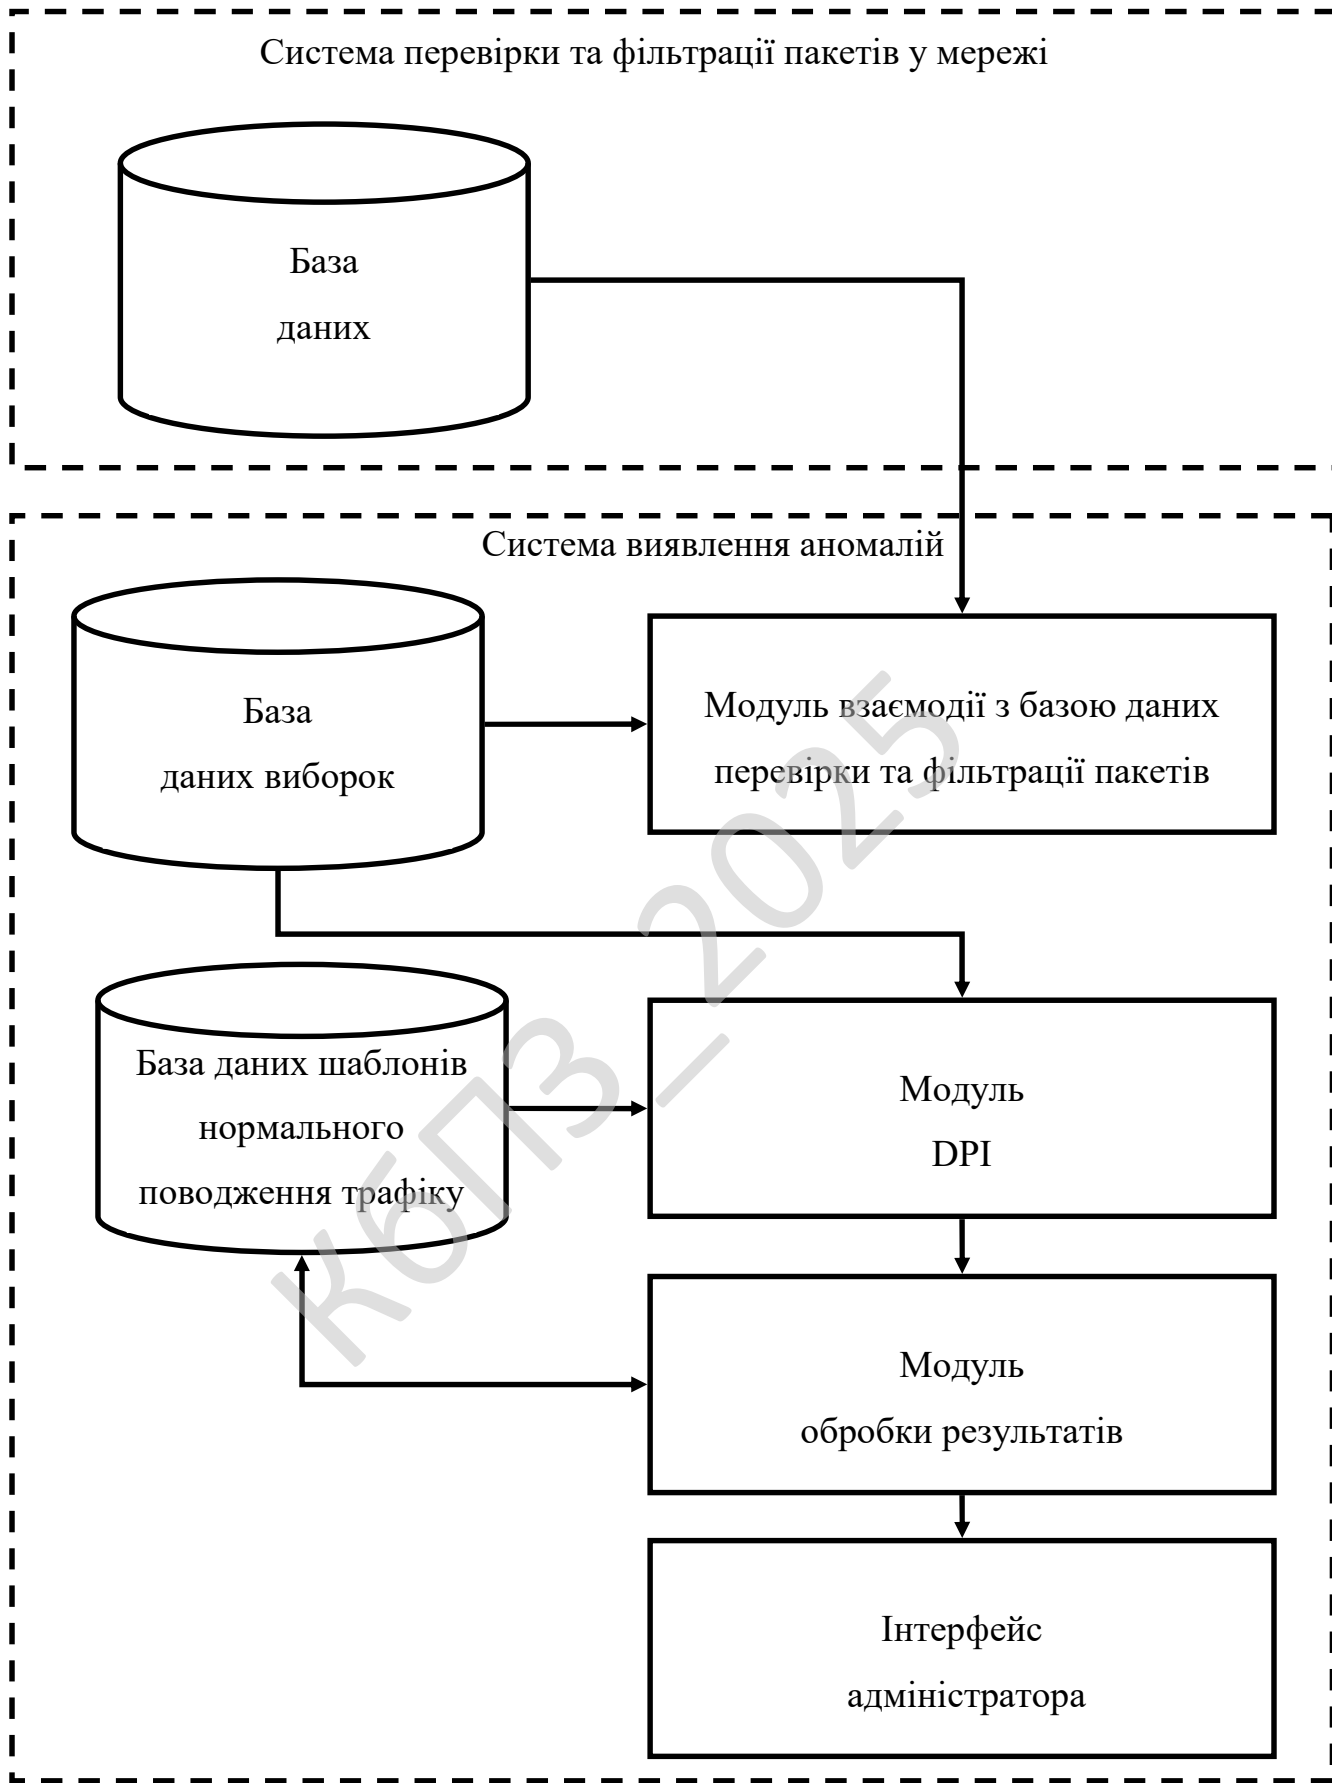 Система перевірки та фільтрації пакетів у мережі
База
даних
Система виявлення аномалій
База
даних виборок
Модуль взаємодії з базою даних
перевірки та фільтрації пакетів
База даних шаблонів
нормального
поводження трафіку
Модуль
DPI
Модуль
обробки результатів
Інтерфейс
адміністратора
КбПЗ_2025